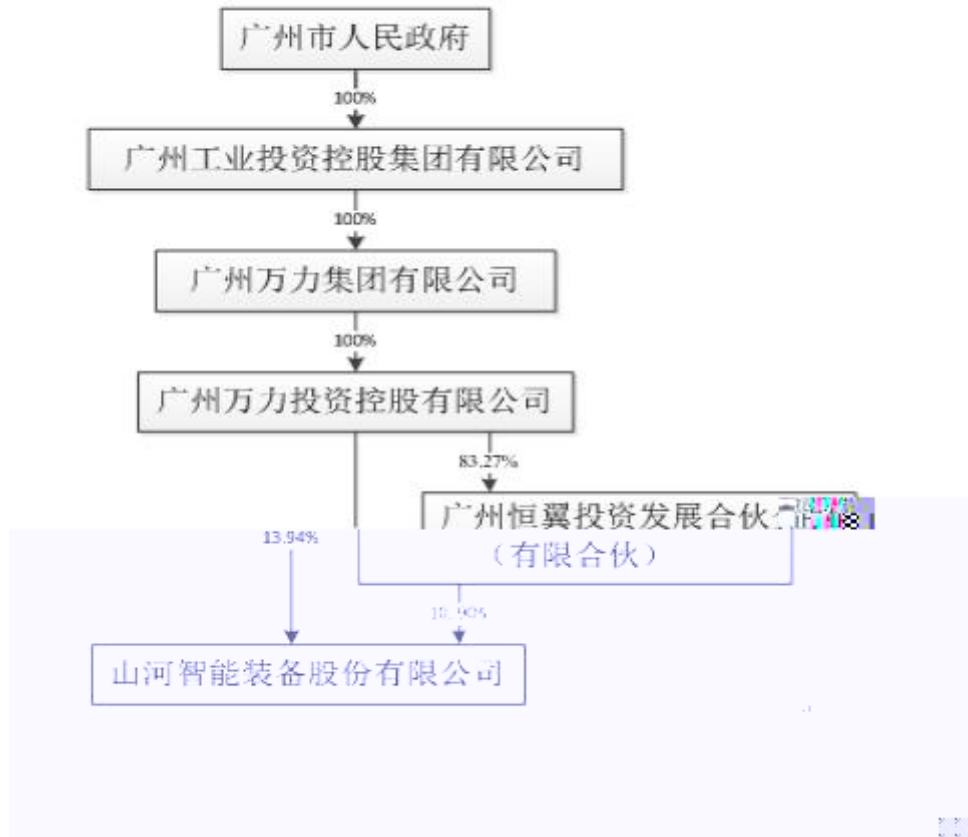 广州市人民政府
100%
广州工业投资控股集团有限公司
100%
广州万力集团有限公司
100%
广州万力投资控股有限公司
83.27%
广州恒翼投资发展合伙
（有限合伙）
13.94%
山河智能装备股份有限公司